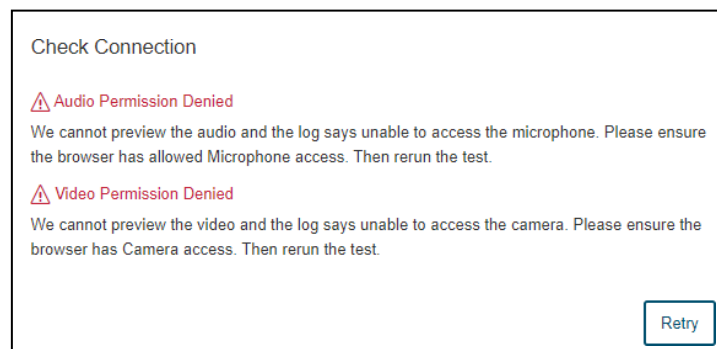 Check Connection
Audio Permission Denied
We cannot preview the audio and the log says unable to access the microphone. Please ensure
the browser has allowed Microphone access. Then rerun the test.
Video Permission Denied
We cannot preview the video and the log says unable to access the camera. Please ensure the
browser has Camera access. Then rerun the test.
Retry